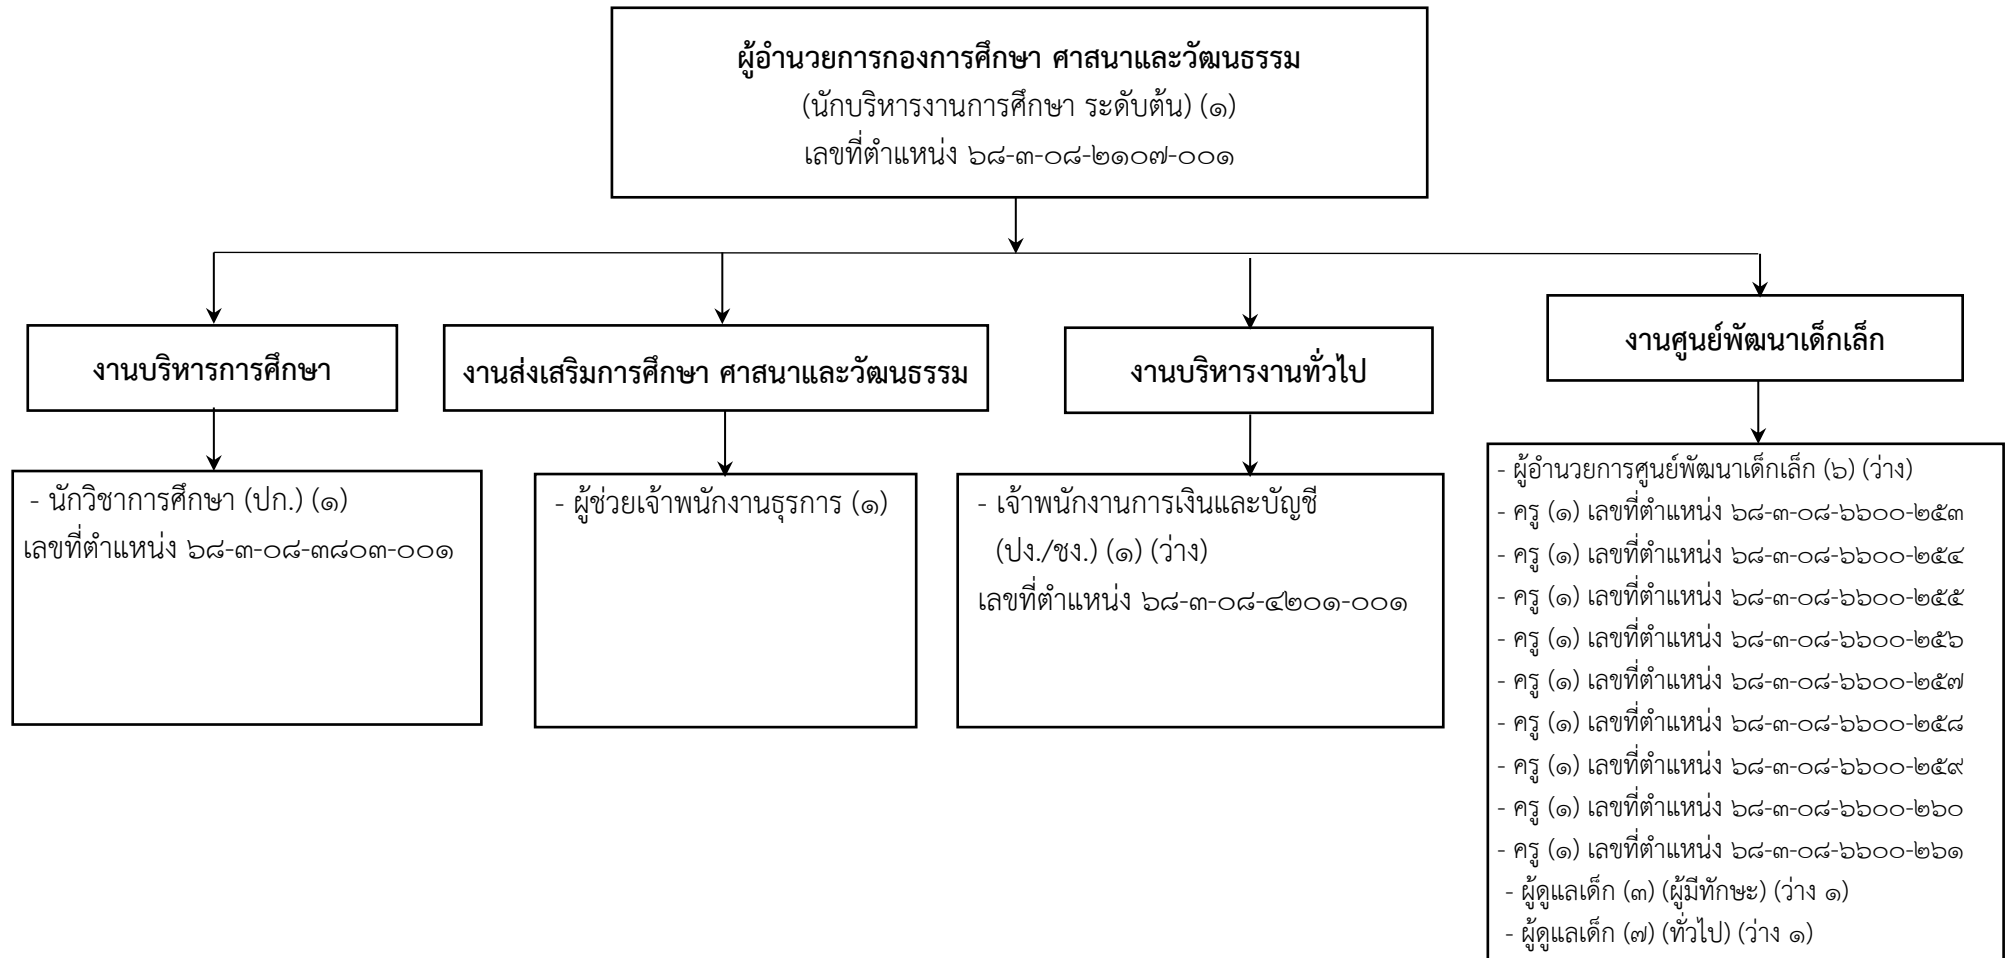 ผู้อำนวยการกองการศึกษา ศาสนาและวัฒนธรรม
(นักบริหารงานการศึกษา ระดับต้น) (๑)
เลขที่ตำแหน่ง ๖๘-๓-๐๘-๒๑๐๗-๐๐๑
งานบริหารการศึกษา
- นักวิชาการศึกษา (ปก.) (๑)
เลขที่ตำแหน่ง ๖๘-๓-๐๘-๓๘๐๓-๐๐๑
งานส่งเสริมการศึกษา ศาสนาและวัฒนธรรม
- ผู้ช่วยเจ้าพนักงานธุรการ (๑)
งานบริหารงานทั่วไป
- เจ้าพนักงานการเงินและบัญชี
(ปง./ชง.) (๑) (ว่าง)
เลขที่ตำแหน่ง ๖๘-๓-๐๘-๔๒๐๑-๐๐๑
งานศูนย์พัฒนาเด็กเล็ก
- ผู้อำนวยการศูนย์พัฒนาเด็กเล็ก (๖) (ว่าง)
- ครู (๑) เลขที่ตำแหน่ง ๖๘-๓-๐๘-๖๖๐๐-๒๕๓
- ครู (๑) เลขที่ตำแหน่ง ๖๘-๓-๐๘-๖๖๐๐-๒๕๔
- ครู (๑) เลขที่ตำแหน่ง ๖๘-๓-๐๘-๖๖๐๐-๒๕๕
- ครู (๑) เลขที่ตำแหน่ง ๖๘-๓-๐๘-๖๖๐๐-๒๕๖
- ครู (๑) เลขที่ตำแหน่ง ๖๘-๓-๐๘-๖๖๐๐-๒๕๗
- ครู (๑) เลขที่ตำแหน่ง ๖๘-๓-๐๘-๖๖๐๐-๒๕๘
- ครู (๑) เลขที่ตำแหน่ง ๖๘-๓-๐๘-๖๖๐๐-๒๕๙
- ครู (๑) เลขที่ตำแหน่ง ๖๘-๓-๐๘-๖๖๐๐-๒๖๐
- ครู (๑) เลขที่ตำแหน่ง ๖๘-๓-๐๘-๖๖๐๐-๒๖๑
- ผู้ดูแลเด็ก (๓) (ผู้มีทักษะ) (ว่าง ๑)
- ผู้ดูแลเด็ก (๗) (ทั่วไป) (ว่าง ๑)